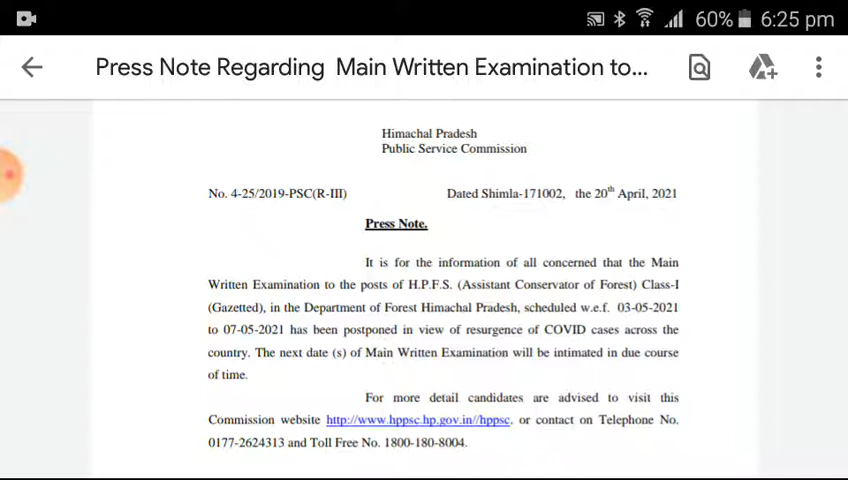 60% 6:25 pm
Press Note Regarding Main Written Examination to...
Himachal Pradesh
Public Service Commission
No. 4-25/2019-PSC(R-III) Dated Shimla-171002, the 20th April, 2021
Press Note.
It is for the information of all concerned that the Main
Written Examination to the posts of H.P.F.S. (Assistant Conservator of Forest) Class-I
(Gazetted), in the Department of Forest Himachal Pradesh, scheduled w.e.f. 03-05-2021
to 07-05-2021 has been postponed in view of resurgence of COVID cases across the
country. The next date (s) of Main Written Examination will be intimated in due course
of time.
For more detail candidates are advised to visit this
Commission website http://www.hppsc.hp.gov.in//hppsc. or contact on Telephone No.
0177-2624313 and Toll Free No. 1800-180-8004.